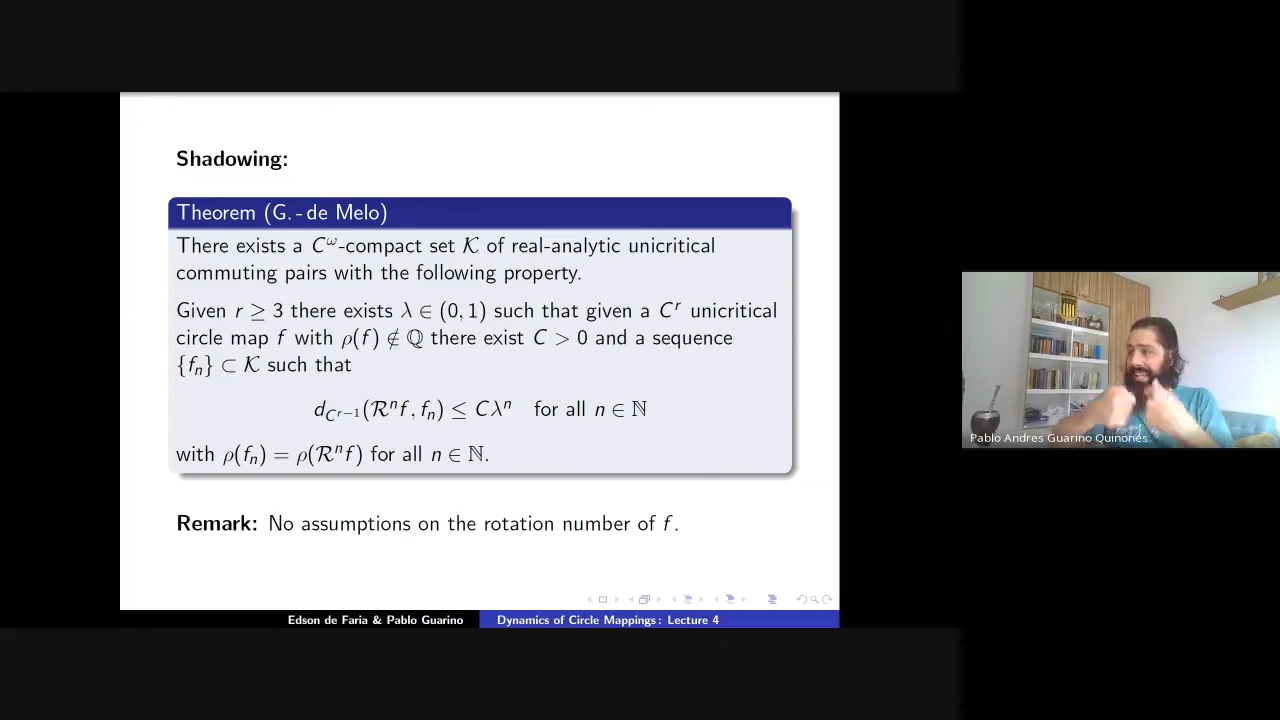 Shadowing:
Theorem (G. - de Melo)
There exists a C^ω-compact set 𝒦 of real-analytic unicritical
commuting pairs with the following property.
Given r ≥ 3 there exists λ ∈ (0, 1) such that given a C^r unicritical
circle map f with ρ(f) ∉ ℚ there exist C > 0 and a sequence
{f_n} ⊂ 𝒦 such that
d_{C^{r−1}}(ℛ^n f, f_n) ≤ Cλ^n for all n ∈ ℕ
with ρ(f_n) = ρ(ℛ^n f) for all n ∈ ℕ.
Remark: No assumptions on the rotation number of f.
Edson de Faria & Pablo Guarino
Dynamics of Circle Mappings: Lecture 4
Pablo Andres Guarino Quinones